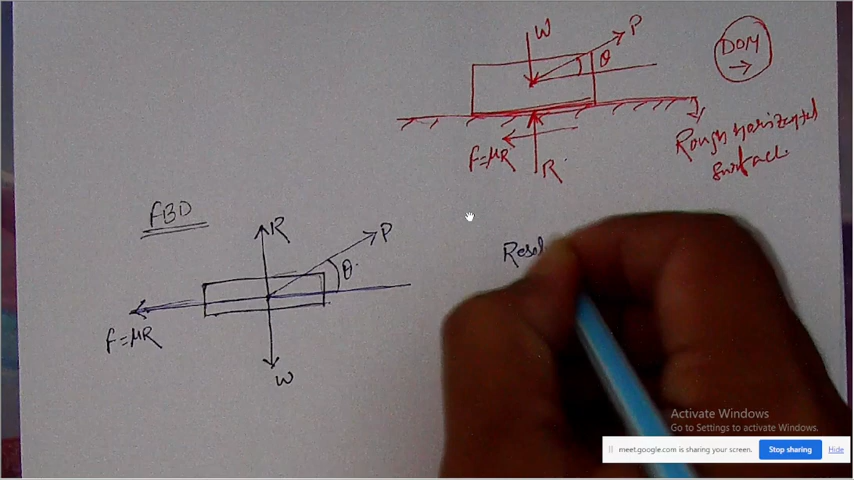 W
P
θ
DOM
→
F=μR
R
Rough horizontal
surface
FBD
R
P
θ
F=μR
W
Resol
Activate Windows
Go to Settings to activate Windows.
meet.google.com is sharing your screen.
Stop sharing
Hide